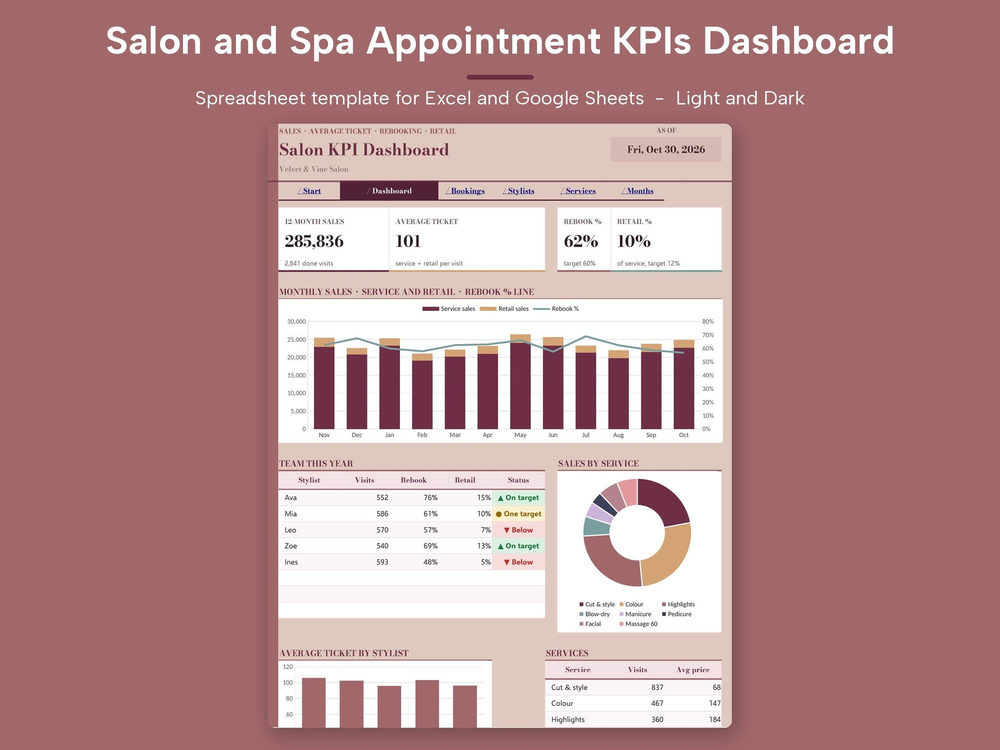 Salon and Spa Appointment KPIs Dashboard
Spreadsheet template for Excel and Google Sheets - Light and Dark
SALES · AVERAGE TICKET · REBOOKING · RETAIL
AS OF
Salon KPI Dashboard
Fri, Oct 30, 2026
Velvet & Vine Salon
/ Start / Dashboard / Bookings / Stylists / Services / Months
12-MONTH SALES AVERAGE TICKET REBOOK % RETAIL %
285,836 101 62% 10%
2,841 done visits service + retail per visit target 60% of service, target 12%
MONTHLY SALES · SERVICE AND RETAIL · REBOOK % LINE
Service sales Retail sales Rebook %
30,000 80%
25,000 70%
20,000 60%
15,000 50%
10,000 40%
5,000 30%
0 20%
10%
0%
Nov Dec Jan Feb Mar Apr May Jun Jul Aug Sep Oct
TEAM THIS YEAR
Stylist Visits Rebook Retail Status
Ava 552 76% 15% ▲ On target
Mia 586 61% 10% ● One target
Leo 570 57% 7% ▼ Below
Zoe 540 69% 13% ▲ On target
Ines 593 48% 5% ▼ Below
SALES BY SERVICE
Cut & style Colour Highlights
Blow-dry Manicure Pedicure
Facial Massage 60
AVERAGE TICKET BY STYLIST
120
100
80
60
SERVICES
Service Visits Avg price
Cut & style 837 68
Colour 467 147
Highlights 360 184